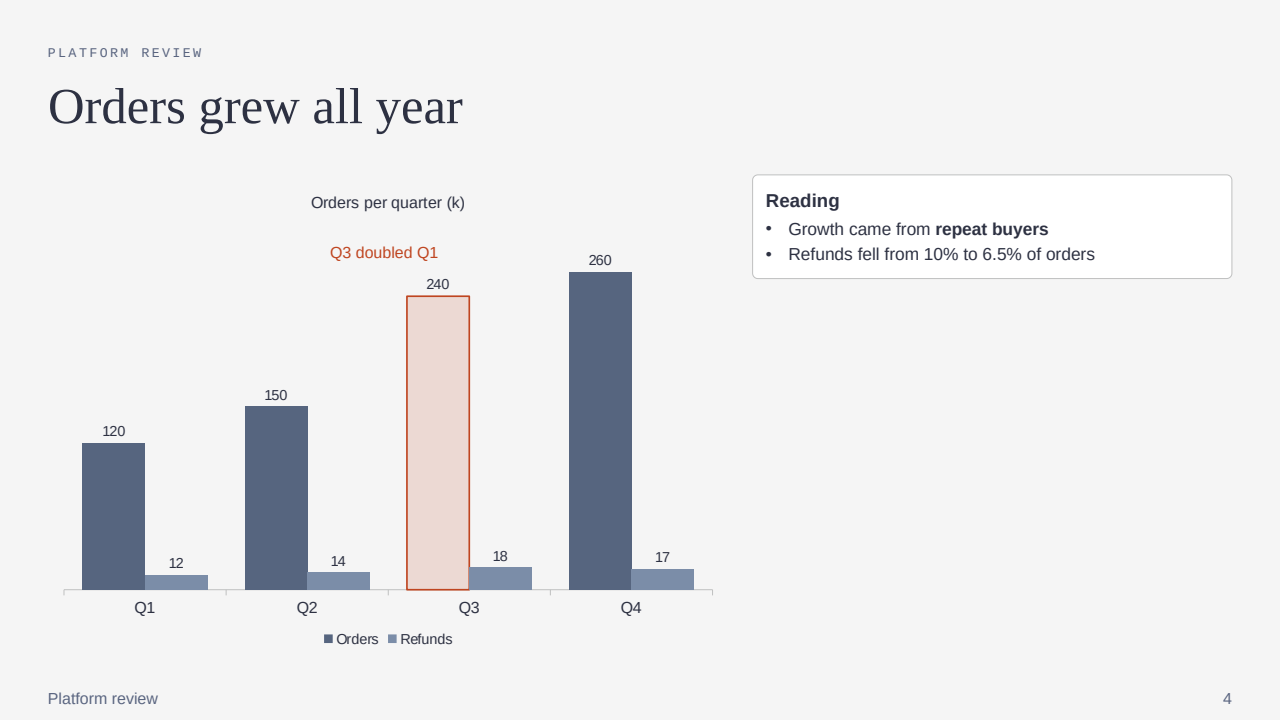 PLATFORM REVIEW
Orders grew all year
Orders per quarter (k)
Q3 doubled Q1
120
12
150
14
240
18
260
17
Q1
Q2
Q3
Q4
Orders
Refunds
Reading
• Growth came from repeat buyers
• Refunds fell from 10% to 6.5% of orders
Platform review
4